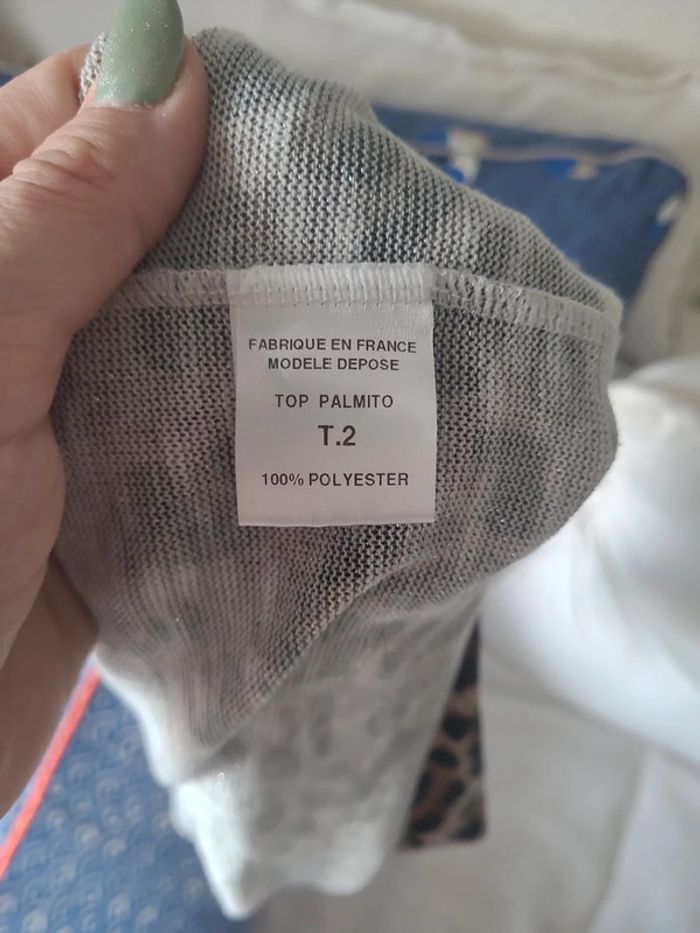 FABRIQUE EN FRANCE
MODELE DEPOSE
TOP PALMITO
T.2
100% POLYESTER